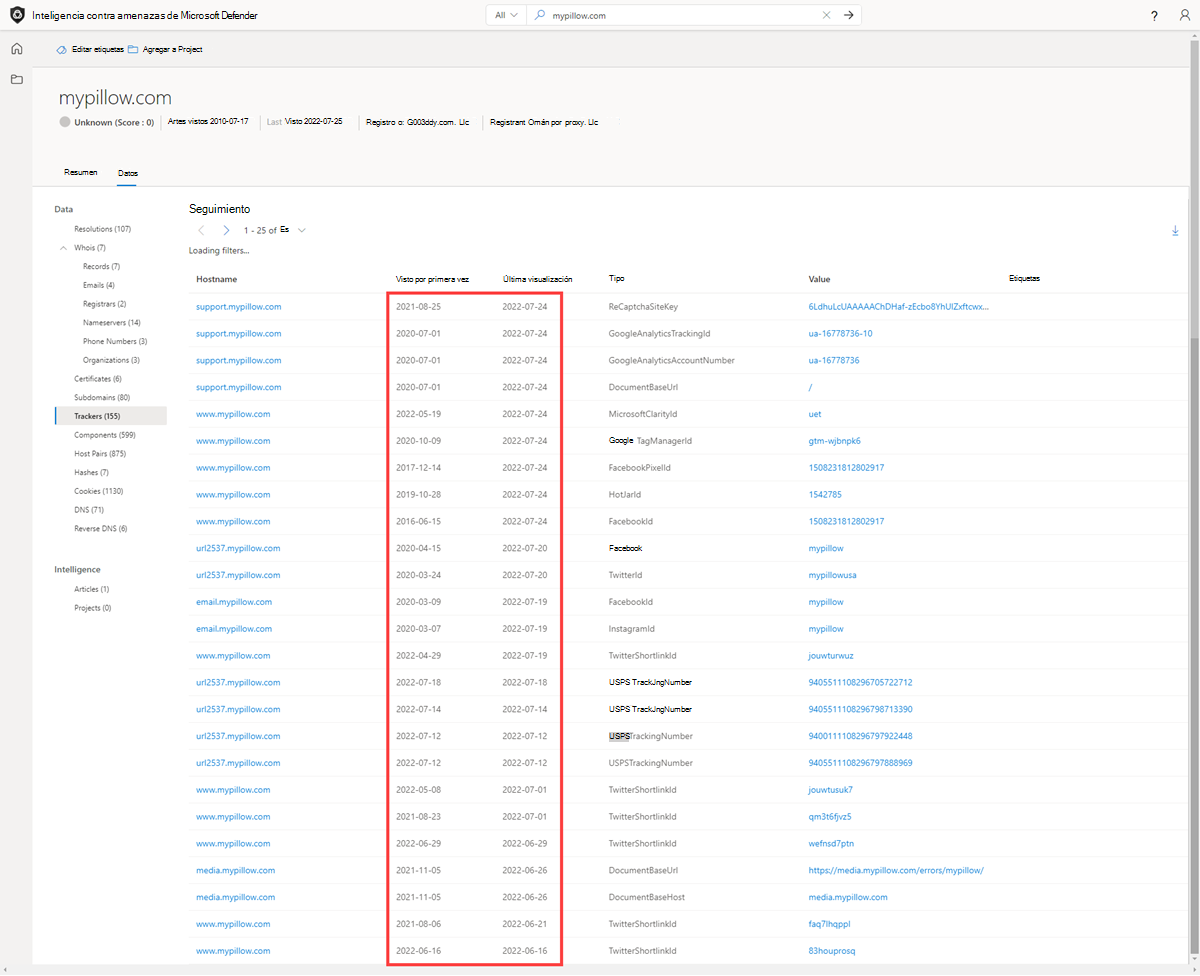 Inteligencia contra amenazas de Microsoft Defender
All mypillow.com
?
Editar etiquetas Agregar a Project
mypillow.com
Unknown (Score : 0) Artes vistos 2010-07-17 Last Visto 2022-07-25 Registro o: G003ddy.com. Llc Registrant Omán por proxy. Llc
Resumen Datos
Data
Resolutions (107)
Whois (7)
Records (7)
Emails (4)
Registrars (2)
Nameservers (14)
Phone Numbers (3)
Organizations (3)
Certificates (6)
Subdomains (80)
Trackers (155)
Components (599)
Host Pairs (875)
Hashes (7)
Cookies (1130)
DNS (71)
Reverse DNS (6)
Intelligence
Articles (1)
Projects (0)
Seguimiento
1 - 25 of Es
Loading filters...
Hostname Visto por primera vez Última visualización Tipo Value Etiquetas
support.mypillow.com 2021-08-25 2022-07-24 ReCaptchaSiteKey 6LdhuLcUAAAAAChDHaf-zEcbo8YhUlZxftcwx...
support.mypillow.com 2020-07-01 2022-07-24 GoogleAnalyticsTrackingId ua-16778736-10
support.mypillow.com 2020-07-01 2022-07-24 GoogleAnalyticsAccountNumber ua-16778736
support.mypillow.com 2020-07-01 2022-07-24 DocumentBaseUrl /
www.mypillow.com 2022-05-19 2022-07-24 MicrosoftClarityId uet
www.mypillow.com 2020-10-09 2022-07-24 Google TagManagerId gtm-wjbnpk6
www.mypillow.com 2017-12-14 2022-07-24 FacebookPixelId 1508231812802917
www.mypillow.com 2019-10-28 2022-07-24 HotJarId 1542785
www.mypillow.com 2016-06-15 2022-07-24 FacebookId 1508231812802917
url2537.mypillow.com 2020-04-15 2022-07-20 Facebook mypillow
url2537.mypillow.com 2020-03-24 2022-07-20 TwitterId mypillowusa
email.mypillow.com 2020-03-09 2022-07-19 FacebookId mypillow
email.mypillow.com 2020-03-07 2022-07-19 InstagramId mypillow
www.mypillow.com 2022-04-29 2022-07-19 TwitterShortlinkId jouwturwuz
url2537.mypillow.com 2022-07-18 2022-07-18 USPS TrackJngNumber 9405511108296705722712
url2537.mypillow.com 2022-07-14 2022-07-14 USPS TrackJngNumber 9405511108296798713390
url2537.mypillow.com 2022-07-12 2022-07-12 USPSTrackingNumber 9400111108296797922448
url2537.mypillow.com 2022-07-12 2022-07-12 USPSTrackingNumber 9405511108296797888969
www.mypillow.com 2022-05-08 2022-07-01 TwitterShortlinkId jouwtusuk7
www.mypillow.com 2021-08-23 2022-07-01 TwitterShortlinkId qm3t6fjvz5
www.mypillow.com 2022-06-29 2022-06-29 TwitterShortlinkId wefnsd7ptn
media.mypillow.com 2021-11-05 2022-06-26 DocumentBaseUrl https://media.mypillow.com/errors/mypillow/
media.mypillow.com 2021-11-05 2022-06-26 DocumentBaseHost media.mypillow.com
www.mypillow.com 2021-08-06 2022-06-21 TwitterShortlinkId faq7lhqppl
www.mypillow.com 2022-06-16 2022-06-16 TwitterShortlinkId 83houprosq